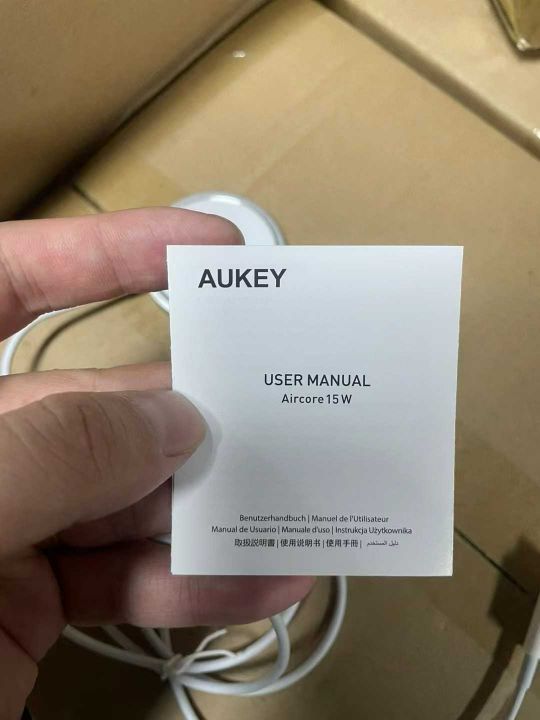 AUKEY
USER MANUAL
Aircore 15 W
Benutzerhandbuch | Manuel de l'Utilisateur
Manual de Usuario | Manuale d'uso | Instrukcja Użytkownika
取扱説明書 | 使用说明书 | 使用手冊 | دليل المستخدم